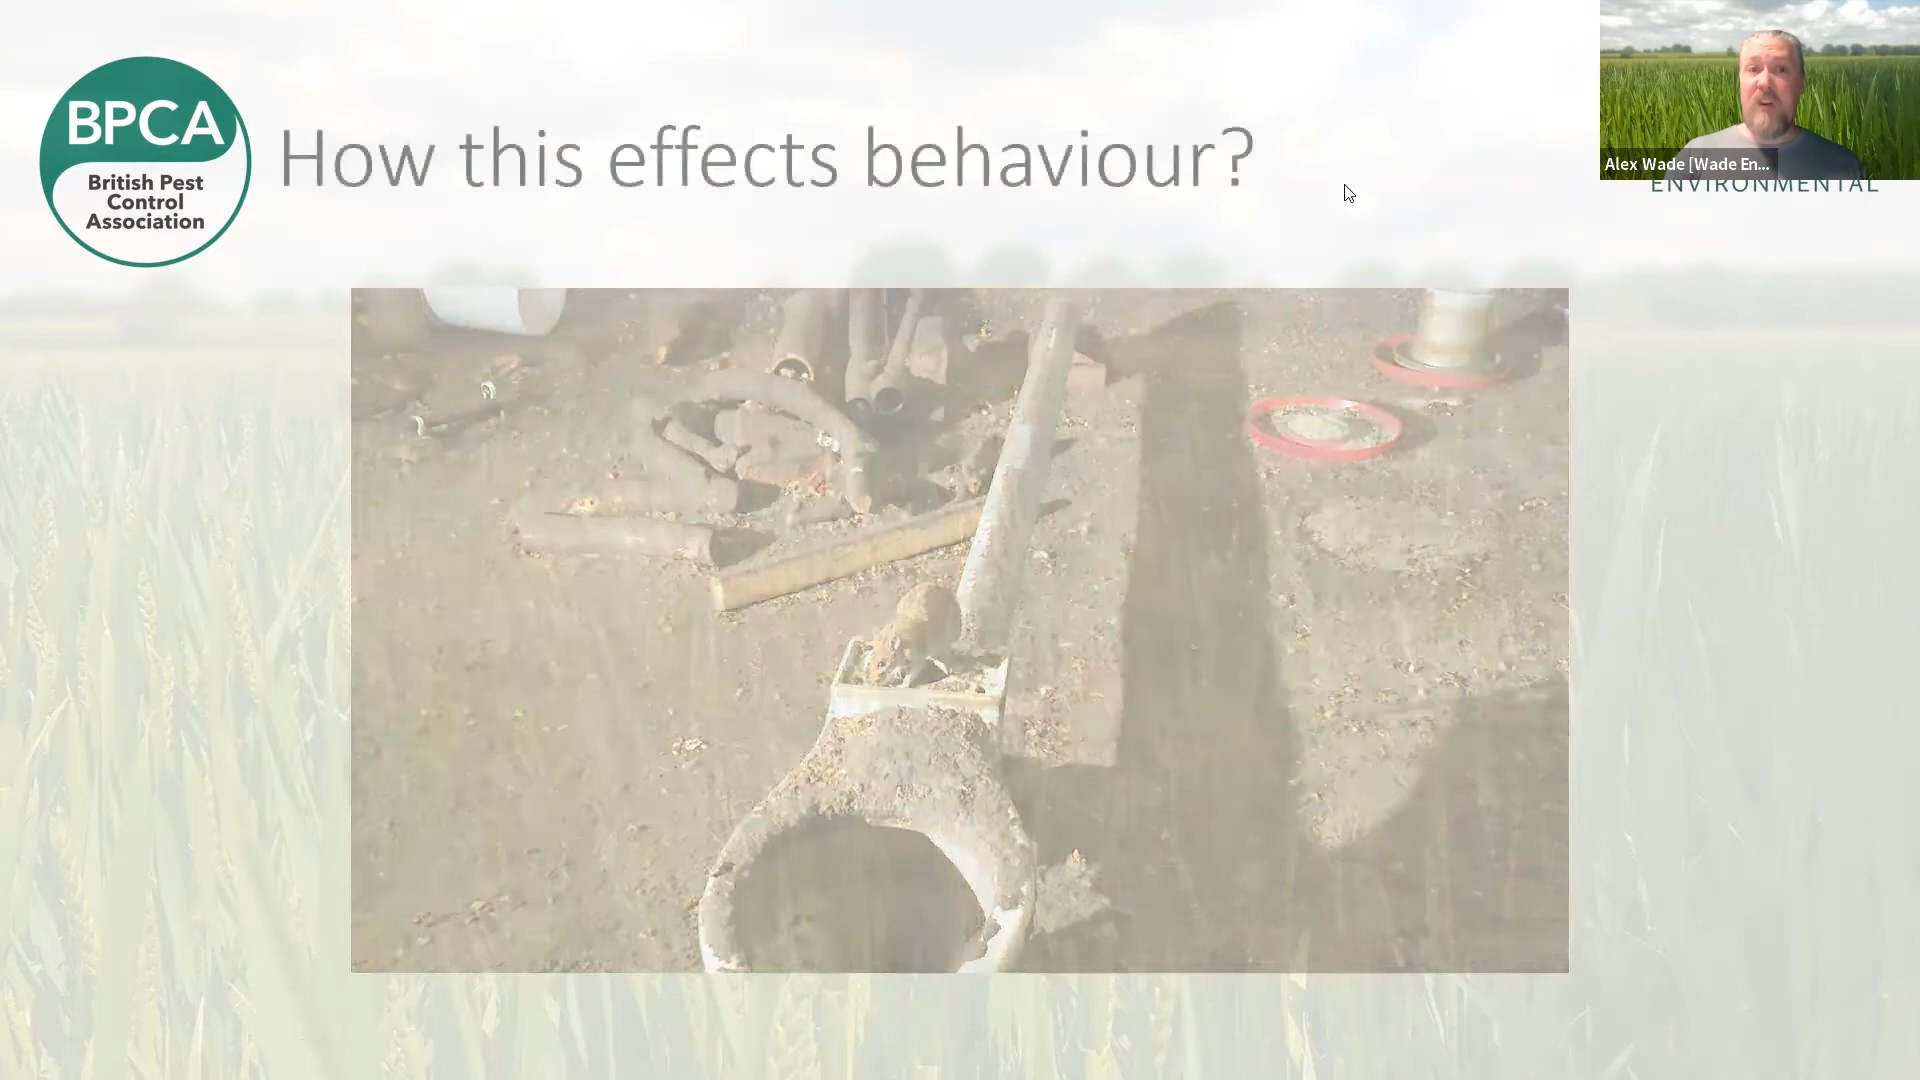 BPCA
British Pest
Control
Association
How this effects behaviour?
Alex Wade [Wade En...
ENVIRONMENTAL